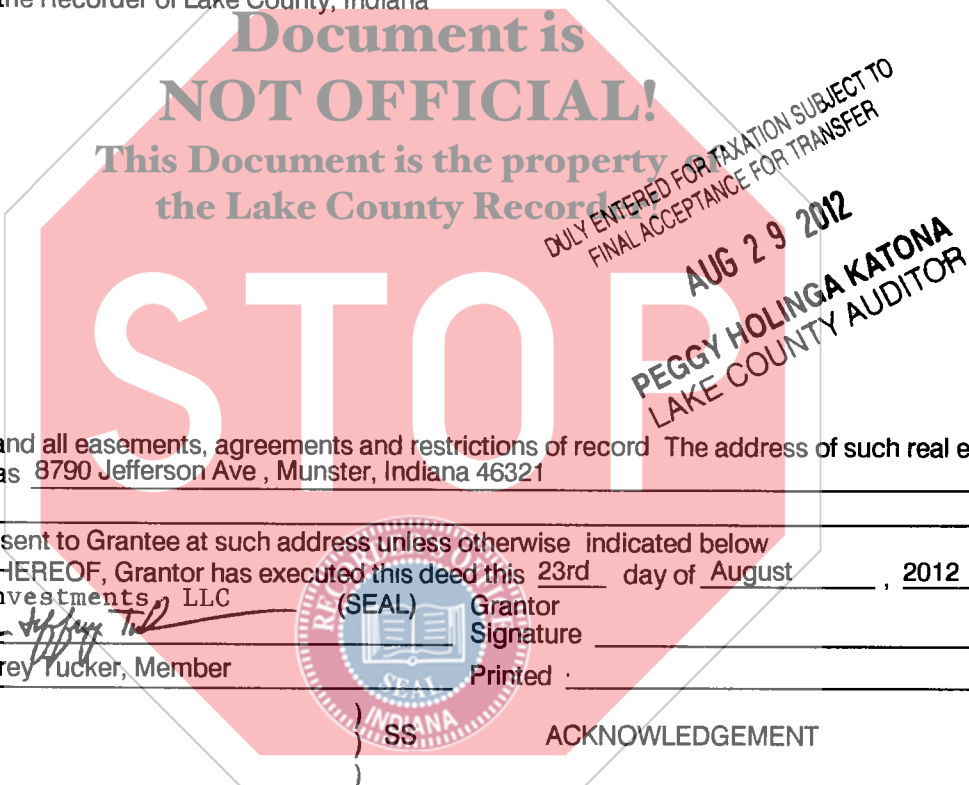 the Recorder of Lake County, Indiana
Document is
NOT OFFICIAL!
This Document is the property of
the Lake County Recorder!
DULY ENTERED FOR TAXATION SUBJECT TO
FINAL ACCEPTANCE FOR TRANSFER
AUG 29 2012
PEGGY HOLINGA KATONA
LAKE COUNTY AUDITOR
STOP
and all easements, agreements and restrictions of record The address of such real e
as 8790 Jefferson Ave , Munster, Indiana 46321
sent to Grantee at such address unless otherwise indicated below
HEREOF, Grantor has executed this deed this 23rd day of August , 2012
nvestments, LLC (SEAL) Grantor
Signature
rey Tucker, Member Printed
SEAL
INDIANA
) SS ACKNOWLEDGEMENT
)
)